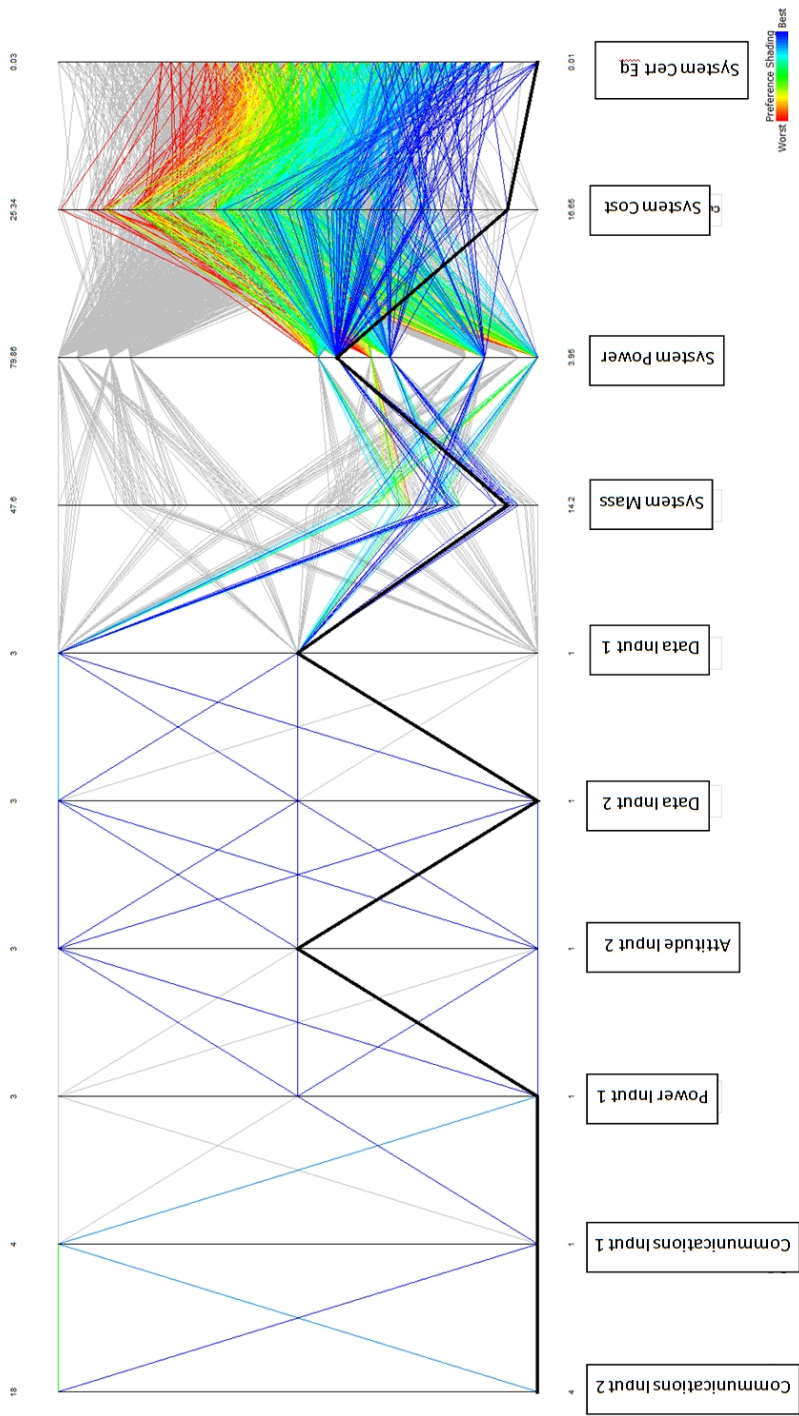 System Cert Eq
System Cost
System Power
System Mass
Data Input 1
Data Input 2
Attitude Input 2
Power Input 1
Communications Input 1
Communications Input 2
0.03
25.34
79.86
47.6
3
3
3
3
4
18
0.01
16.65
3.95
14.2
1
1
1
1
1
4
Worst Preference Shading Best